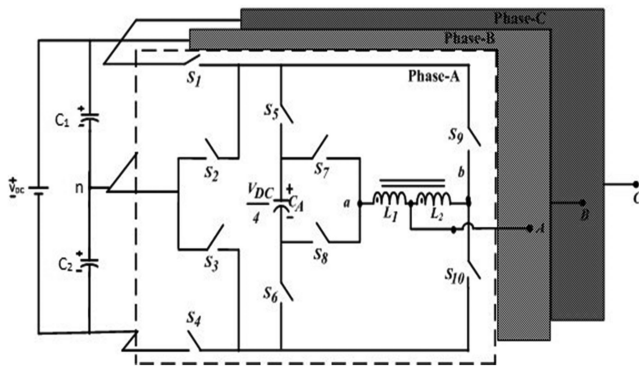 Phase-C
Phase-B
Phase-A
S1
C1
S5
S9
S2
S7
b
VDC
n
VDC
4
CA
a
L1
L2
C
B
A
S3
S8
C2
S6
S10
S4